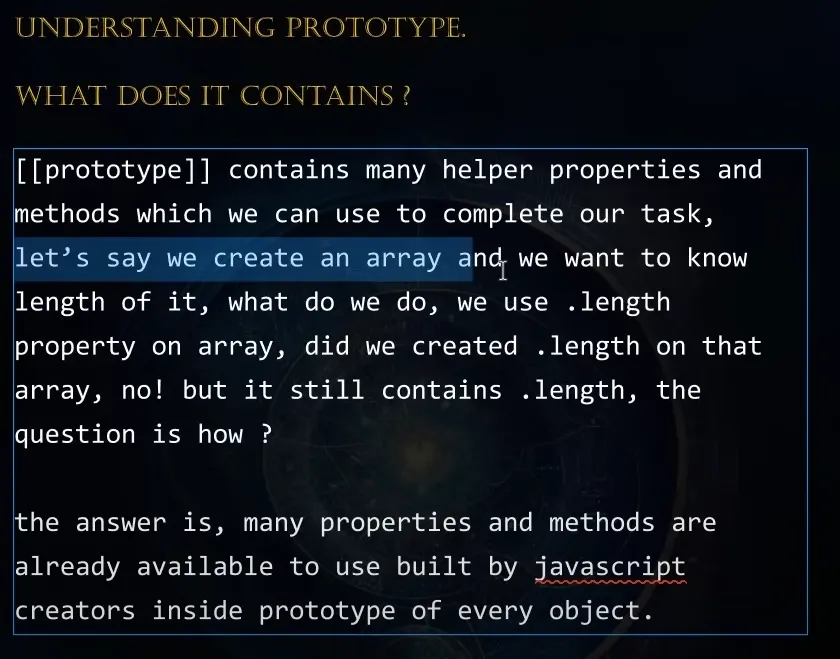 UNDERSTANDING PROTOTYPE.
WHAT DOES IT CONTAINS ?
[[prototype]] contains many helper properties and
methods which we can use to complete our task,
let’s say we create an array and we want to know
length of it, what do we do, we use .length
property on array, did we created .length on that
array, no! but it still contains .length, the
question is how ?
the answer is, many properties and methods are
already available to use built by javascript
creators inside prototype of every object.